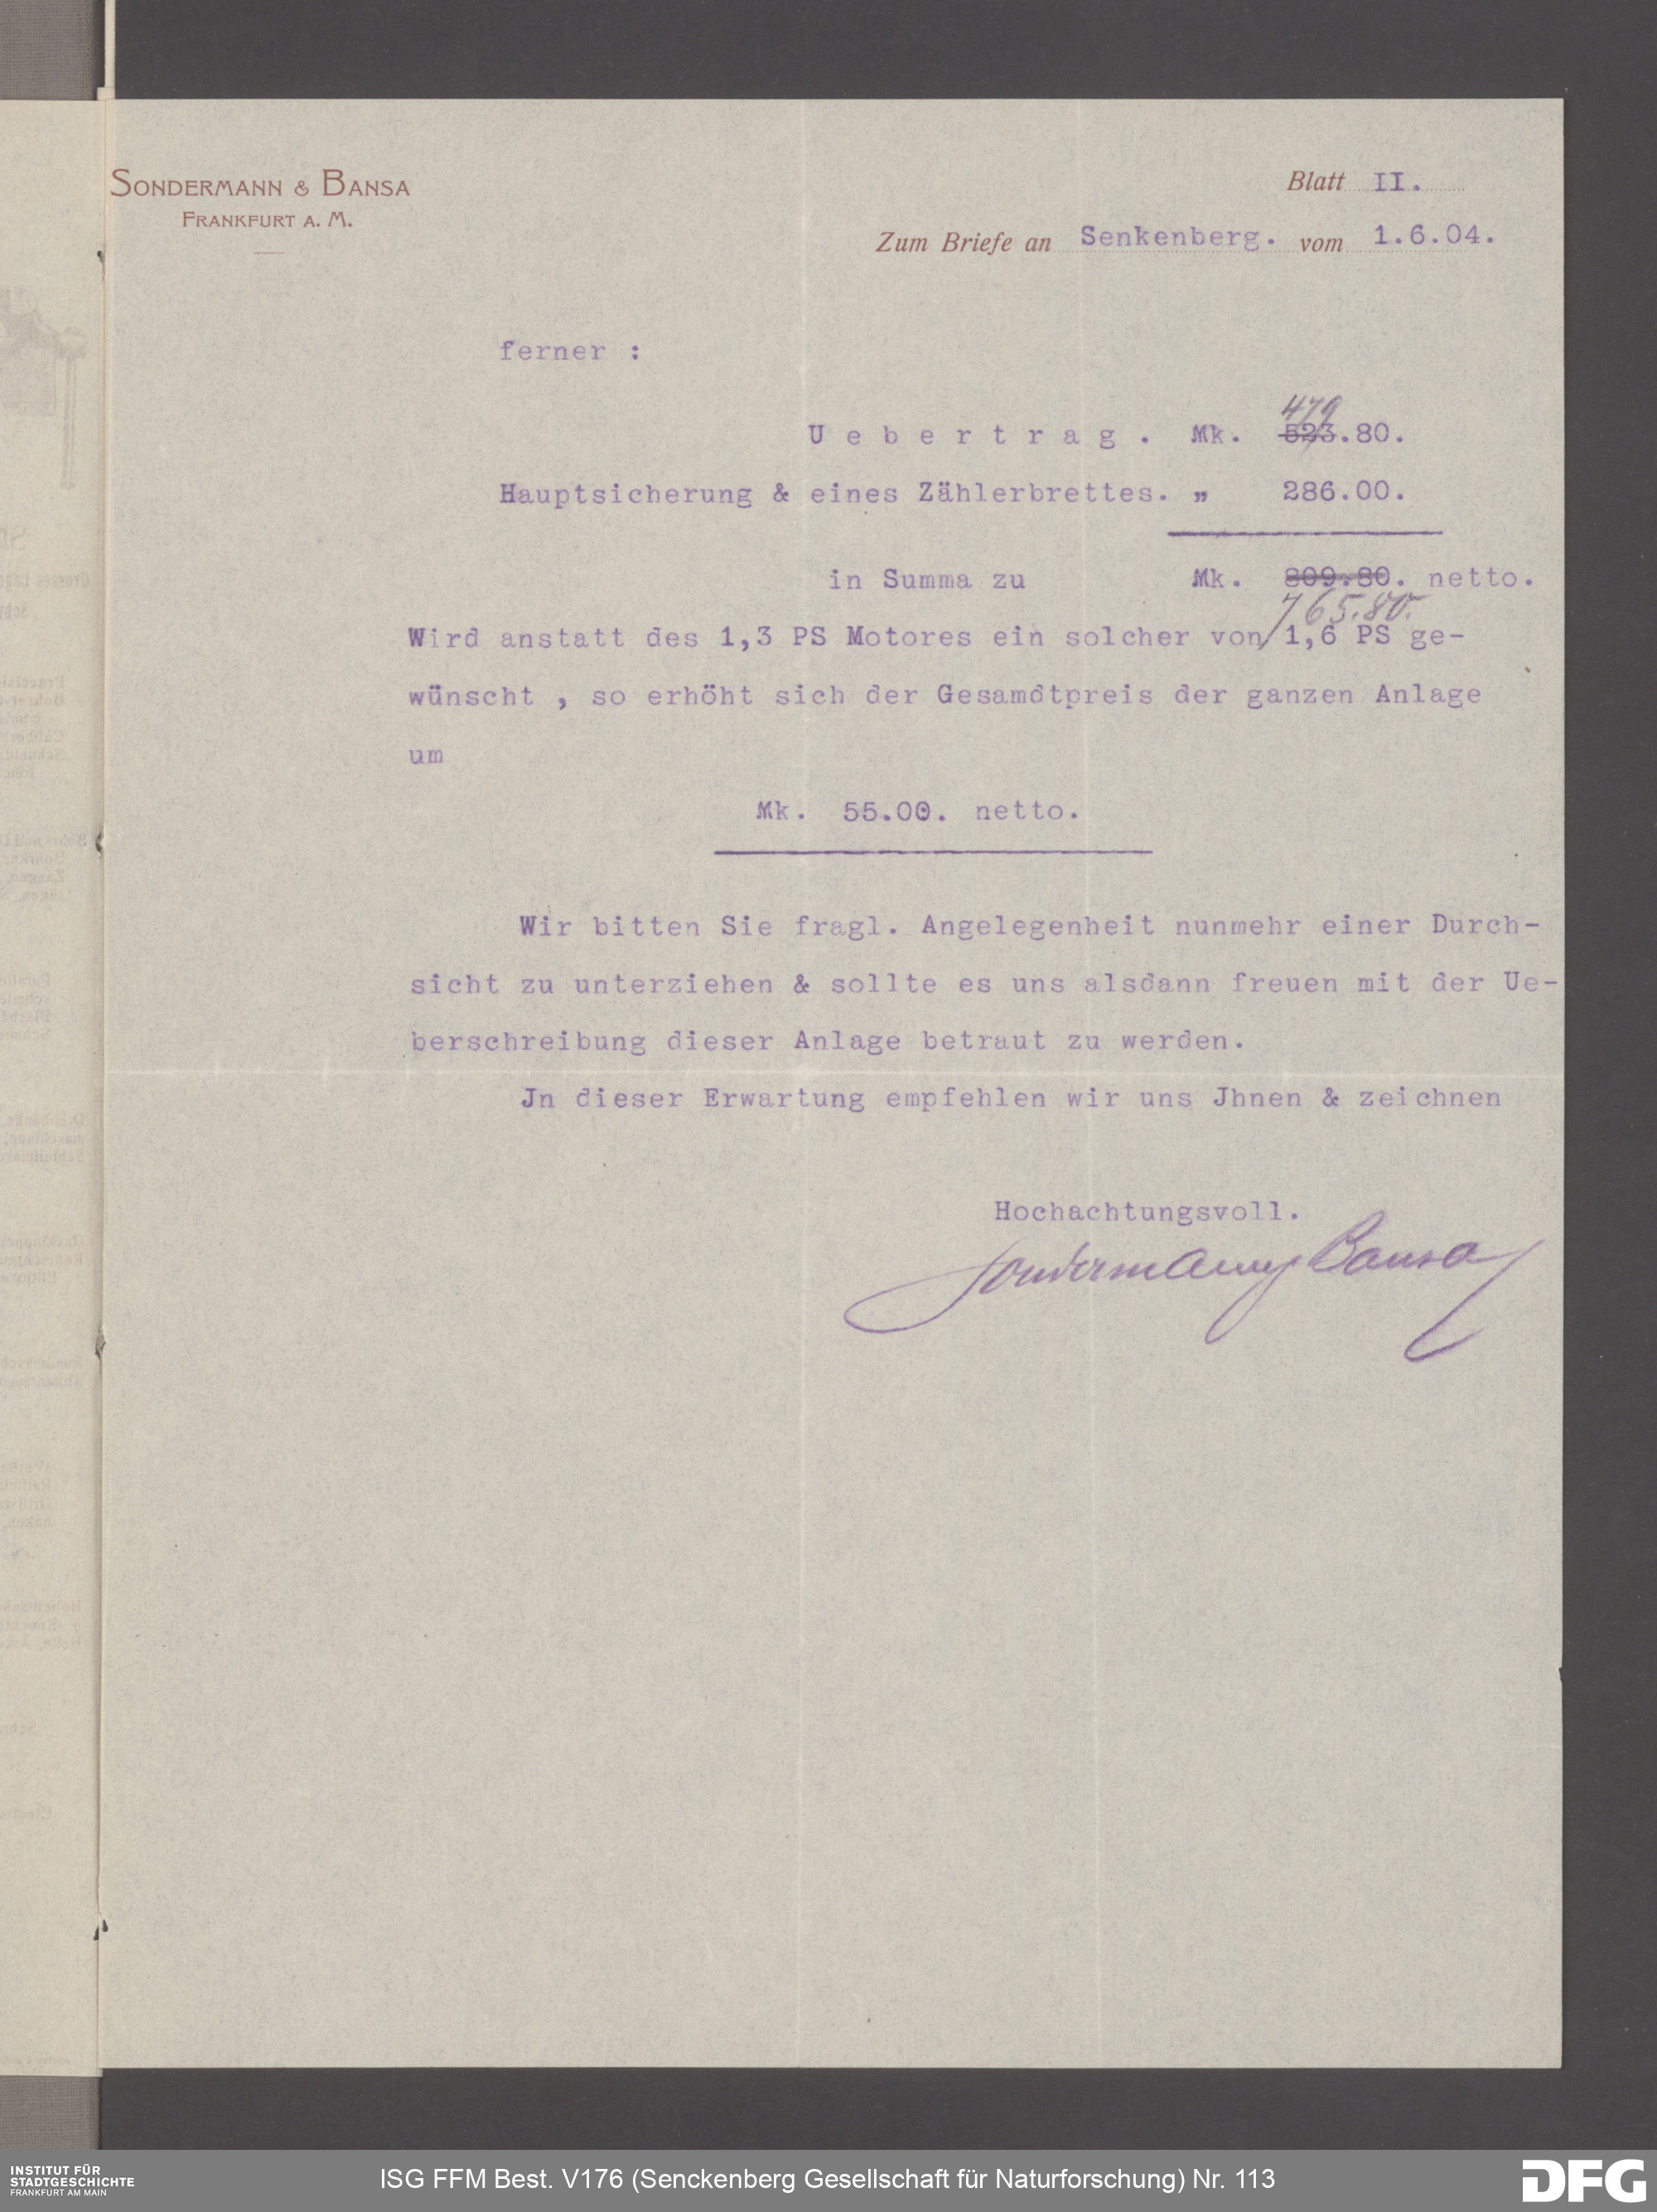 SONDERMANN & BANSA
FRANKFURT A. M.
Blatt II.
Zum Briefe an Senkenberg. vom 1.6.04.
ferner :
479
Uebertrag. Mk. 523.80.
Hauptsicherung & eines Zählerbrettes. „ 286.00.
in Summa zu Mk. 809.80. netto.
765.80.
Wird anstatt des 1,3 PS Motores ein solcher von 1,6 PS ge-
wünscht , so erhöht sich der Gesamdtpreis der ganzen Anlage
um
Mk. 55.00. netto.
Wir bitten Sie fragl. Angelegenheit nunmehr einer Durch-
sicht zu unterziehen & sollte es uns alsdann freuen mit der Ue-
berschreibung dieser Anlage betraut zu werden.
Jn dieser Erwartung empfehlen wir uns Jhnen & zeichnen
Hochachtungsvoll.
Sondermann & Bansa
INSTITUT FÜR
STADTGESCHICHTE
FRANKFURT AM MAIN
ISG FFM Best. V176 (Senckenberg Gesellschaft für Naturforschung) Nr. 113
DFG